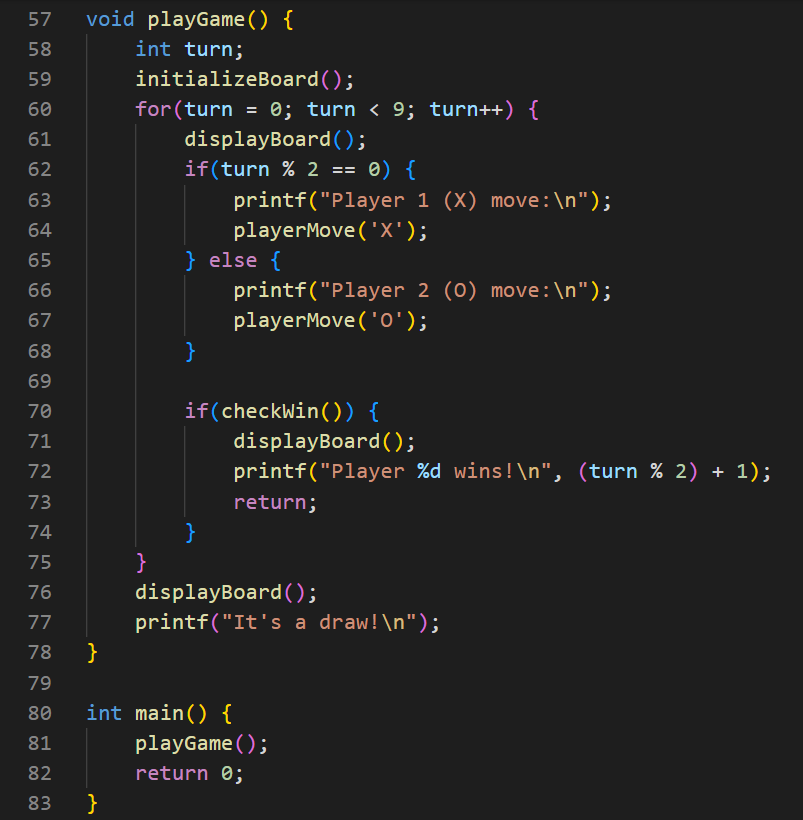 57 void playGame() {
58     int turn;
59     initializeBoard();
60     for(turn = 0; turn < 9; turn++) {
61         displayBoard();
62         if(turn % 2 == 0) {
63             printf("Player 1 (X) move:\n");
64             playerMove('X');
65         } else {
66             printf("Player 2 (O) move:\n");
67             playerMove('O');
68         }
69
70         if(checkWin()) {
71             displayBoard();
72             printf("Player %d wins!\n", (turn % 2) + 1);
73             return;
74         }
75     }
76     displayBoard();
77     printf("It's a draw!\n");
78 }
79
80 int main() {
81     playGame();
82     return 0;
83 }